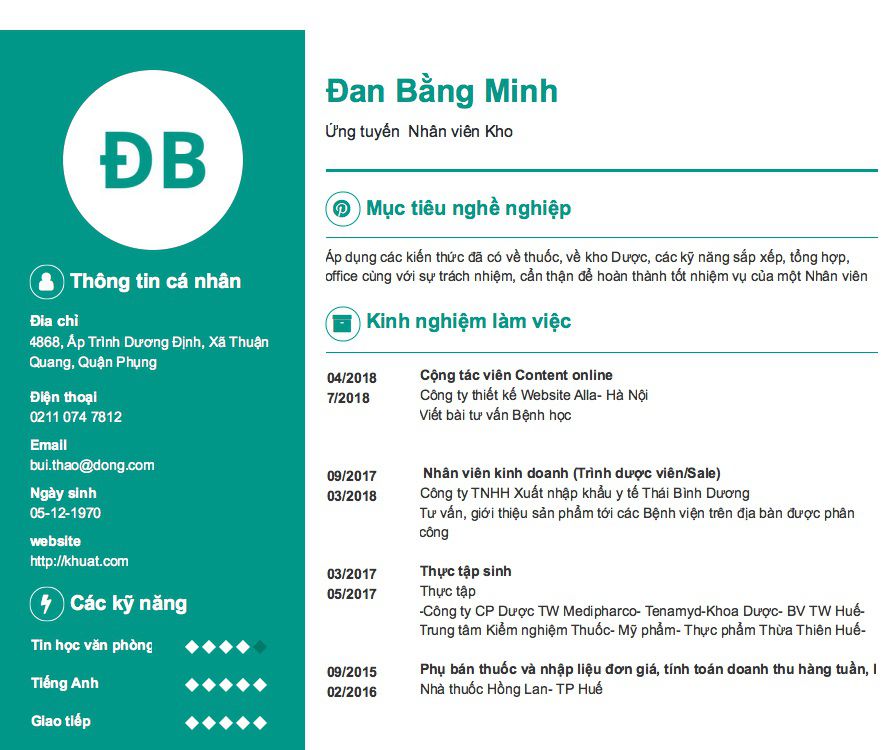 ĐB
Thông tin cá nhân
Địa chỉ
4868, Áp Trình Dương Định, Xã Thuận
Quang, Quận Phụng
Điện thoại
0211 074 7812
Email
bui.thao@dong.com
Ngày sinh
05-12-1970
website
http://khuat.com
Các kỹ năng
Tin học văn phòng
Tiếng Anh
Giao tiếp
Đan Bằng Minh
Ứng tuyển Nhân viên Kho
Mục tiêu nghề nghiệp
Áp dụng các kiến thức đã có về thuốc, về kho Dược, các kỹ năng sắp xếp, tổng hợp,
office cùng với sự trách nhiệm, cẩn thận để hoàn thành tốt nhiệm vụ của một Nhân viên
Kinh nghiệm làm việc
04/2018
7/2018
Cộng tác viên Content online
Công ty thiết kế Website Alla- Hà Nội
Viết bài tư vấn Bệnh học
09/2017
03/2018
Nhân viên kinh doanh (Trình dược viên/Sale)
Công ty TNHH Xuất nhập khẩu y tế Thái Bình Dương
Tư vấn, giới thiệu sản phẩm tới các Bệnh viện trên địa bàn được phân
công
03/2017
05/2017
Thực tập sinh
Thực tập
-Công ty CP Dược TW Medipharco- Tenamyd-Khoa Dược- BV TW Huế-
Trung tâm Kiểm nghiệm Thuốc- Mỹ phẩm- Thực phẩm Thừa Thiên Huế-
09/2015
02/2016
Phụ bán thuốc và nhập liệu đơn giá, tính toán doanh thu hàng tuần,
Nhà thuốc Hồng Lan- TP Huế